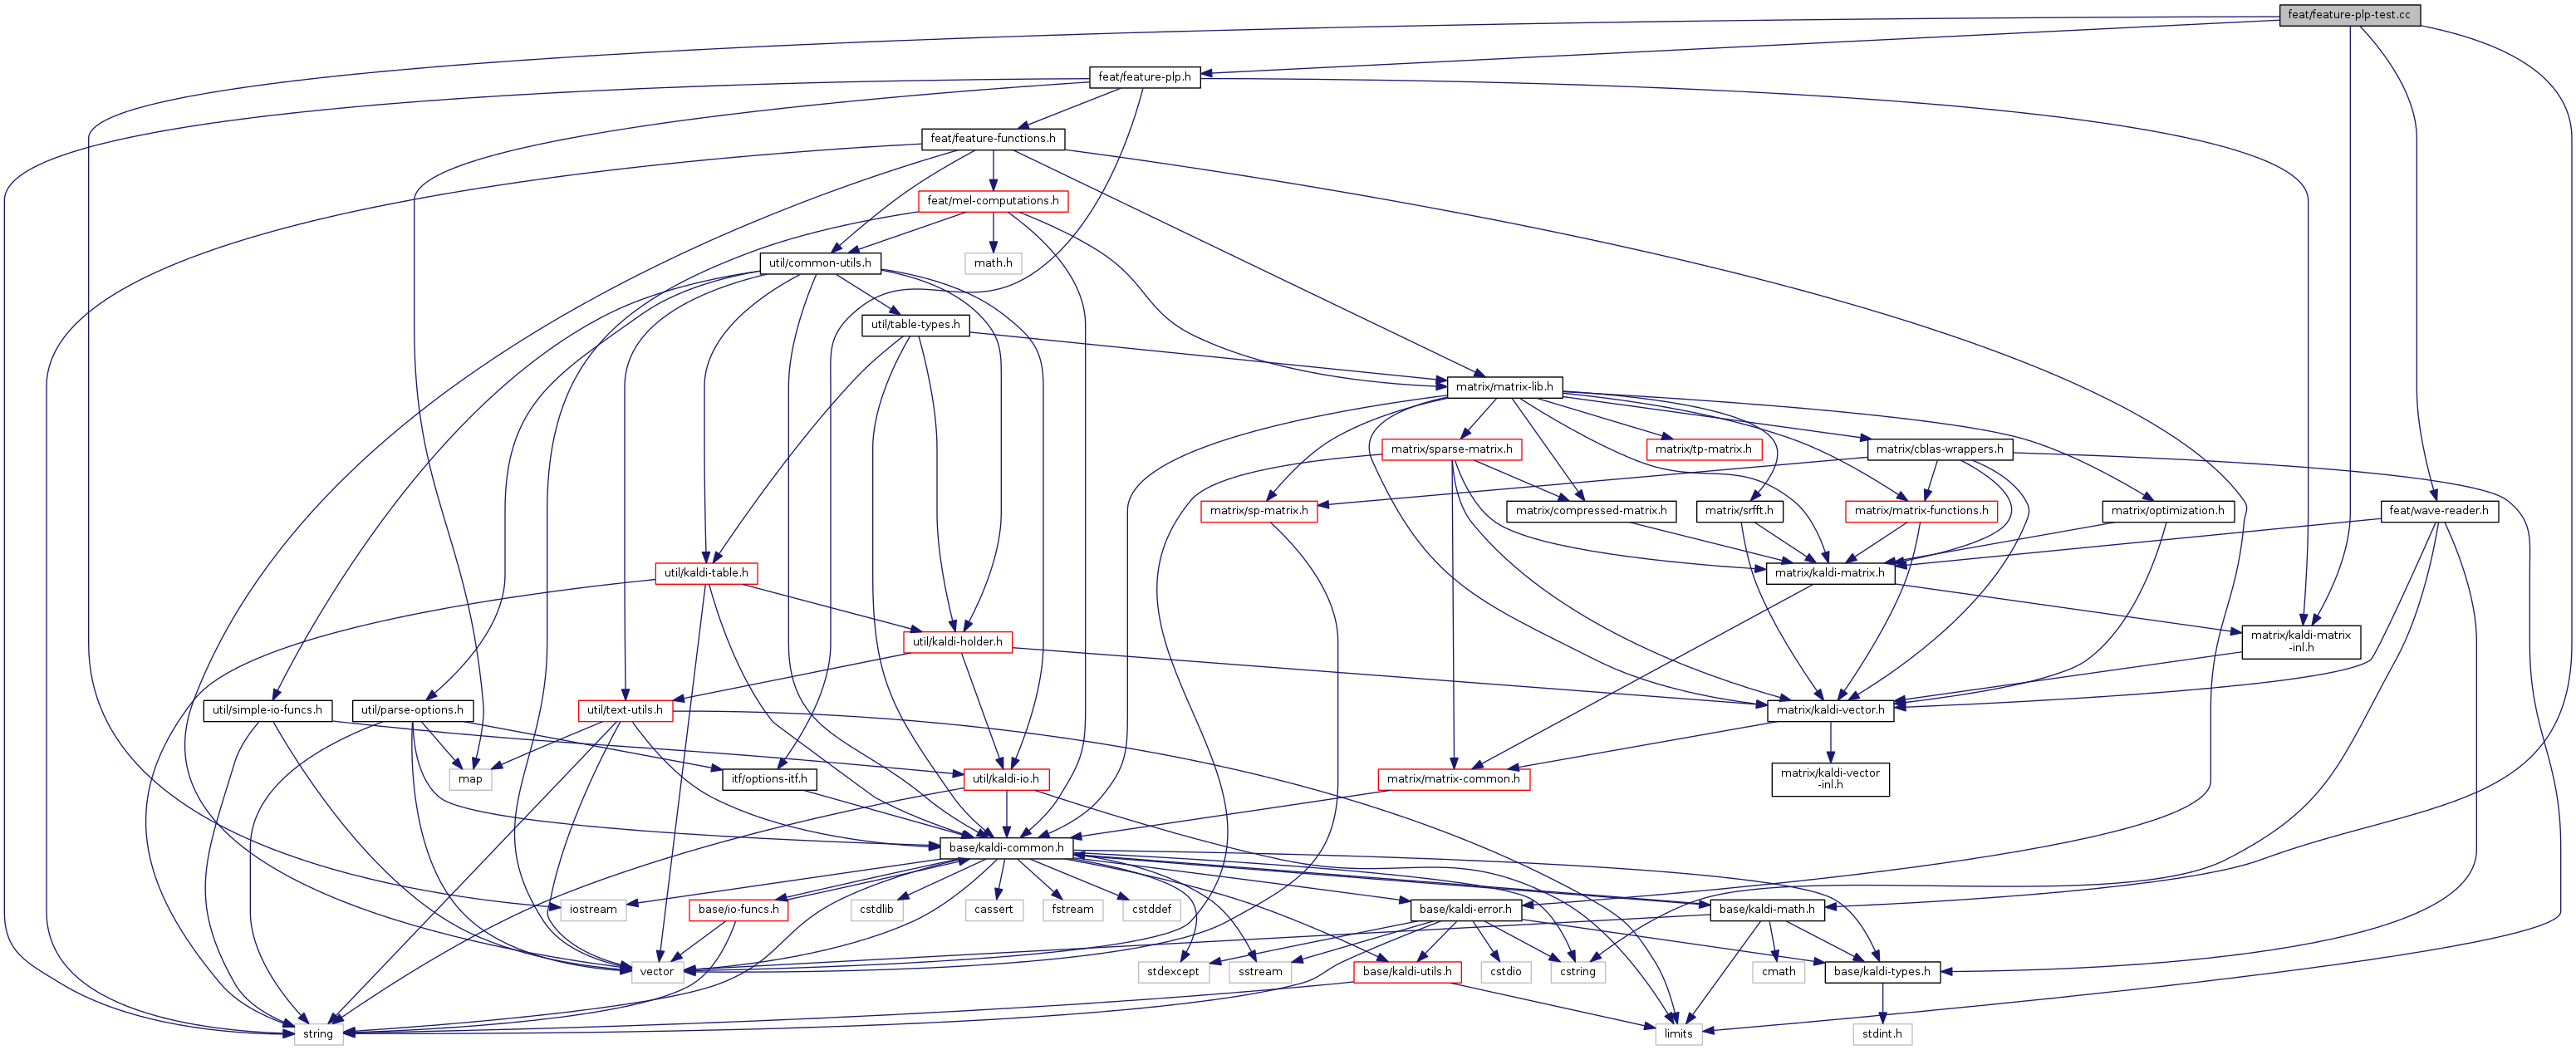 feat/feature-plp-test.cc
feat/feature-plp.h
feat/feature-functions.h
feat/mel-computations.h
util/common-utils.h
math.h
util/table-types.h
matrix/matrix-lib.h
matrix/sparse-matrix.h
matrix/tp-matrix.h
matrix/cblas-wrappers.h
matrix/sp-matrix.h
matrix/compressed-matrix.h
matrix/srfft.h
matrix/matrix-functions.h
matrix/optimization.h
feat/wave-reader.h
util/kaldi-table.h
matrix/kaldi-matrix.h
util/kaldi-holder.h
matrix/kaldi-matrix
-inl.h
util/simple-io-funcs.h
util/parse-options.h
util/text-utils.h
matrix/kaldi-vector.h
map
itf/options-itf.h
util/kaldi-io.h
matrix/matrix-common.h
matrix/kaldi-vector
-inl.h
base/kaldi-common.h
iostream
base/io-funcs.h
cstdlib
cassert
fstream
cstddef
base/kaldi-error.h
base/kaldi-math.h
vector
stdexcept
sstream
base/kaldi-utils.h
cstdio
cstring
cmath
base/kaldi-types.h
string
limits
stdint.h